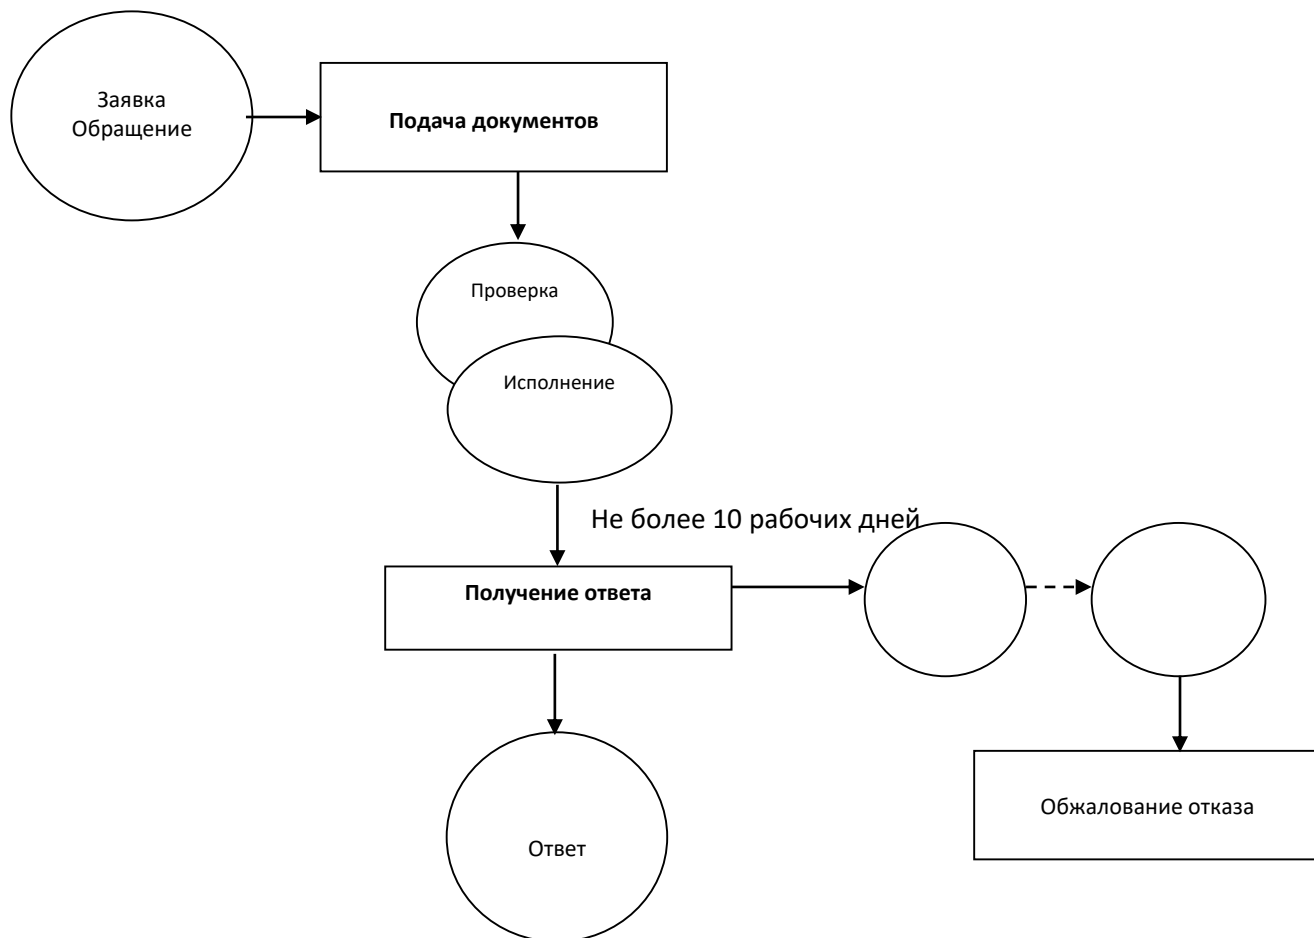 Заявка
Обращение
Подача документов
Проверка
Исполнение
Не более 10 рабочих дней
Получение ответа
Обжалование отказа
Ответ